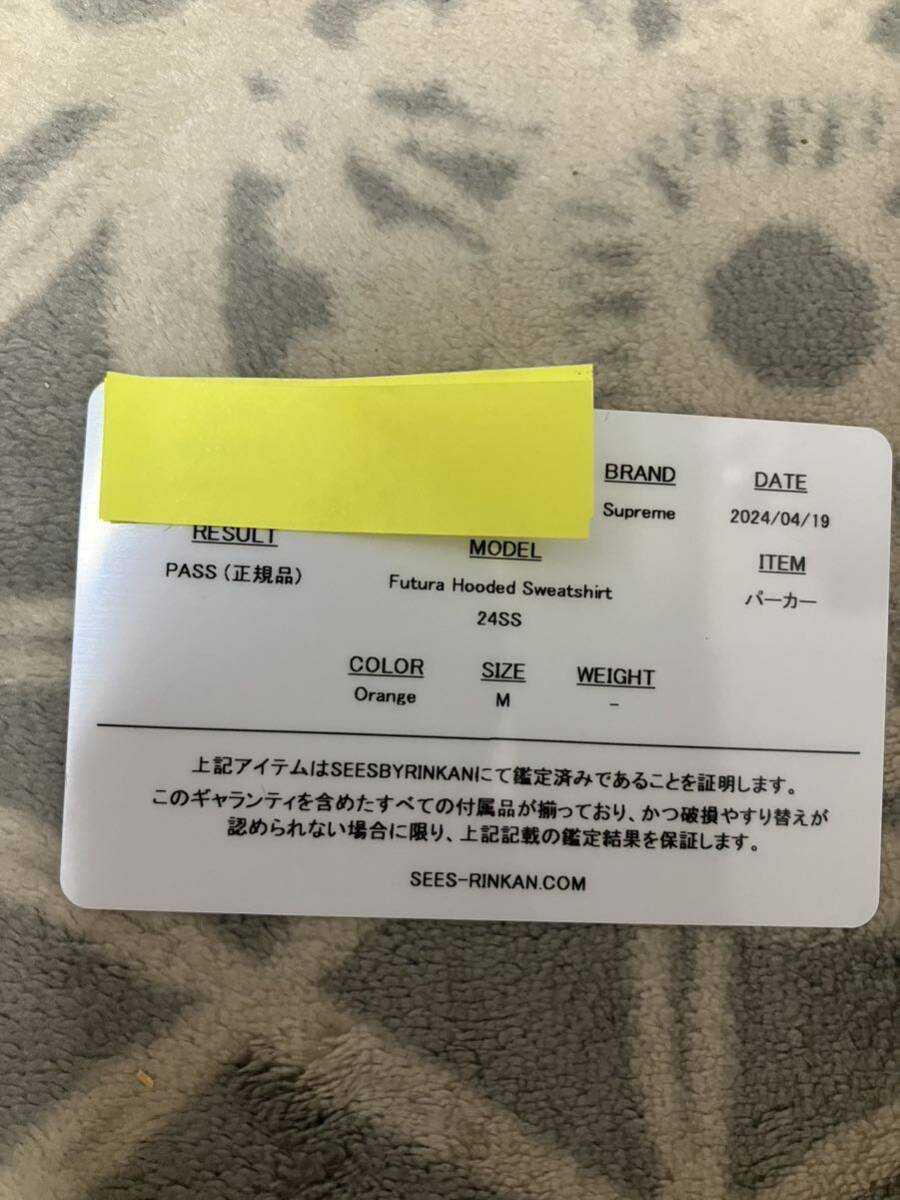 BRAND DATE
Supreme 2024/04/19
RESULT MODEL ITEM
PASS (正規品) Futura Hooded Sweatshirt パーカー
24SS
COLOR SIZE WEIGHT
Orange M -
上記アイテムはSEESBYRINKANにて鑑定済みであることを証明します。
このギャランティを含めたすべての付属品が揃っており、かつ破損やすり替えが
認められない場合に限り、上記記載の鑑定結果を保証します。
SEES-RINKAN.COM